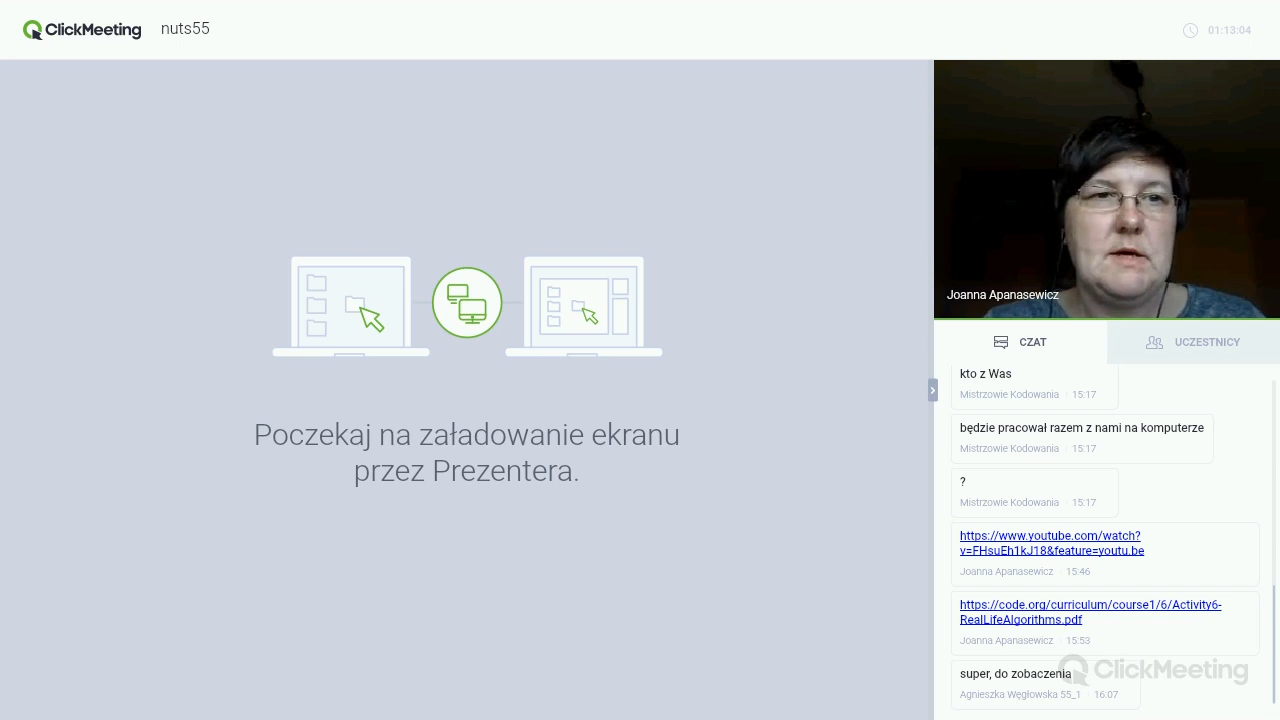 ClickMeeting
nuts55
01:13:04
Joanna Apanasewicz
CZAT
UCZESTNICY
kto z Was
Mistrzowie Kodowania · 15:17
będzie pracował razem z nami na komputerze
Mistrzowie Kodowania · 15:17
?
Mistrzowie Kodowania · 15:17
https://www.youtube.com/watch?
v=FHsuEh1kJ18&feature=youtu.be
Joanna Apanasewicz · 15:46
https://code.org/curriculum/course1/6/Activity6-
RealLifeAlgorithms.pdf
Joanna Apanasewicz · 15:53
super, do zobaczenia
Agnieszka Węgłowska 55_1 · 16:07
ClickMeeting
Poczekaj na załadowanie ekranu
przez Prezentera.